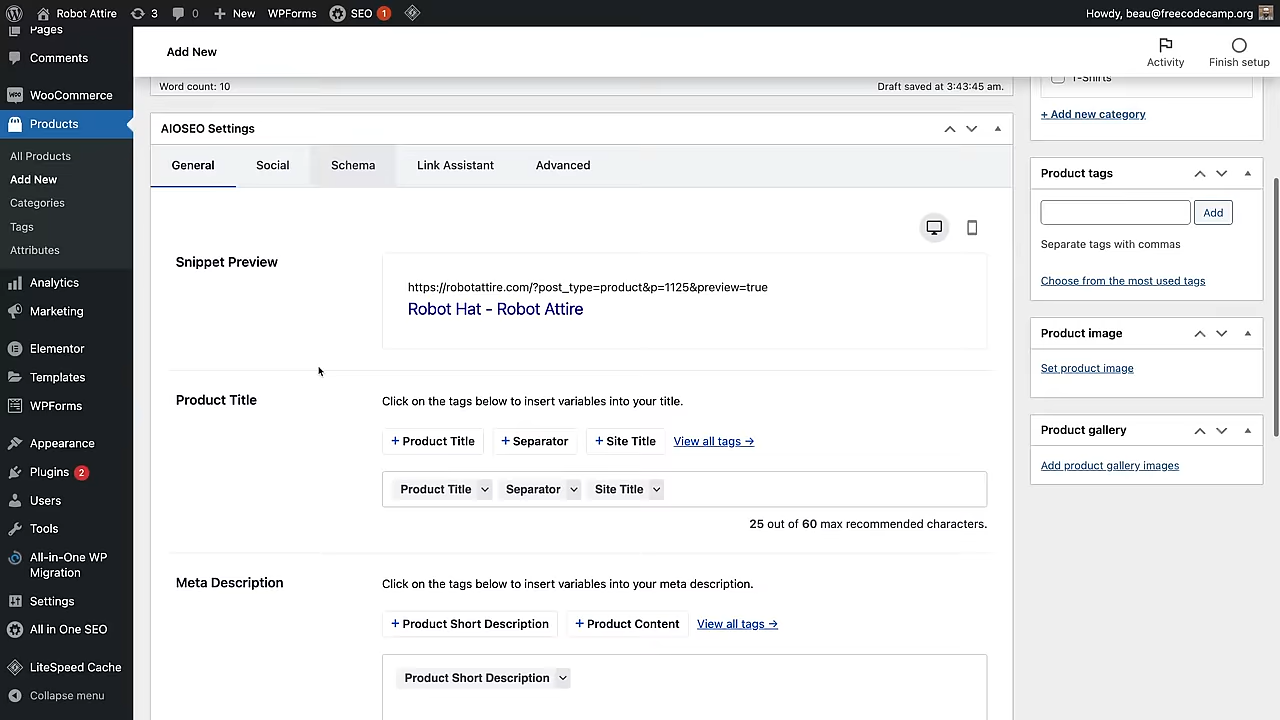 Robot Attire 3 0 New WPForms SEO 1 Howdy, beau@freecodecamp.org
Pages
Comments
WooCommerce
Products
All Products
Add New
Categories
Tags
Attributes
Analytics
Marketing
Elementor
Templates
WPForms
Appearance
Plugins 2
Users
Tools
All-in-One WP
Migration
Settings
All in One SEO
LiteSpeed Cache
Collapse menu
Add New
Activity
Finish setup
Word count: 10 Draft saved at 3:43:45 am.
AIOSEO Settings
General Social Schema Link Assistant Advanced
Snippet Preview
https://robotattire.com/?post_type=product&p=1125&preview=true
Robot Hat - Robot Attire
Product Title
Click on the tags below to insert variables into your title.
+ Product Title + Separator + Site Title View all tags →
Product Title Separator Site Title
25 out of 60 max recommended characters.
Meta Description
Click on the tags below to insert variables into your meta description.
+ Product Short Description + Product Content View all tags →
Product Short Description
T-Shirts
+ Add new category
Product tags
Add
Separate tags with commas
Choose from the most used tags
Product image
Set product image
Product gallery
Add product gallery images